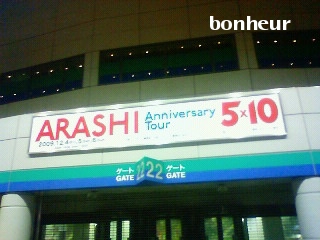 bonheur
ARASHI Anniversary Tour 5×10
ゲート 22 ゲート
GATE GATE